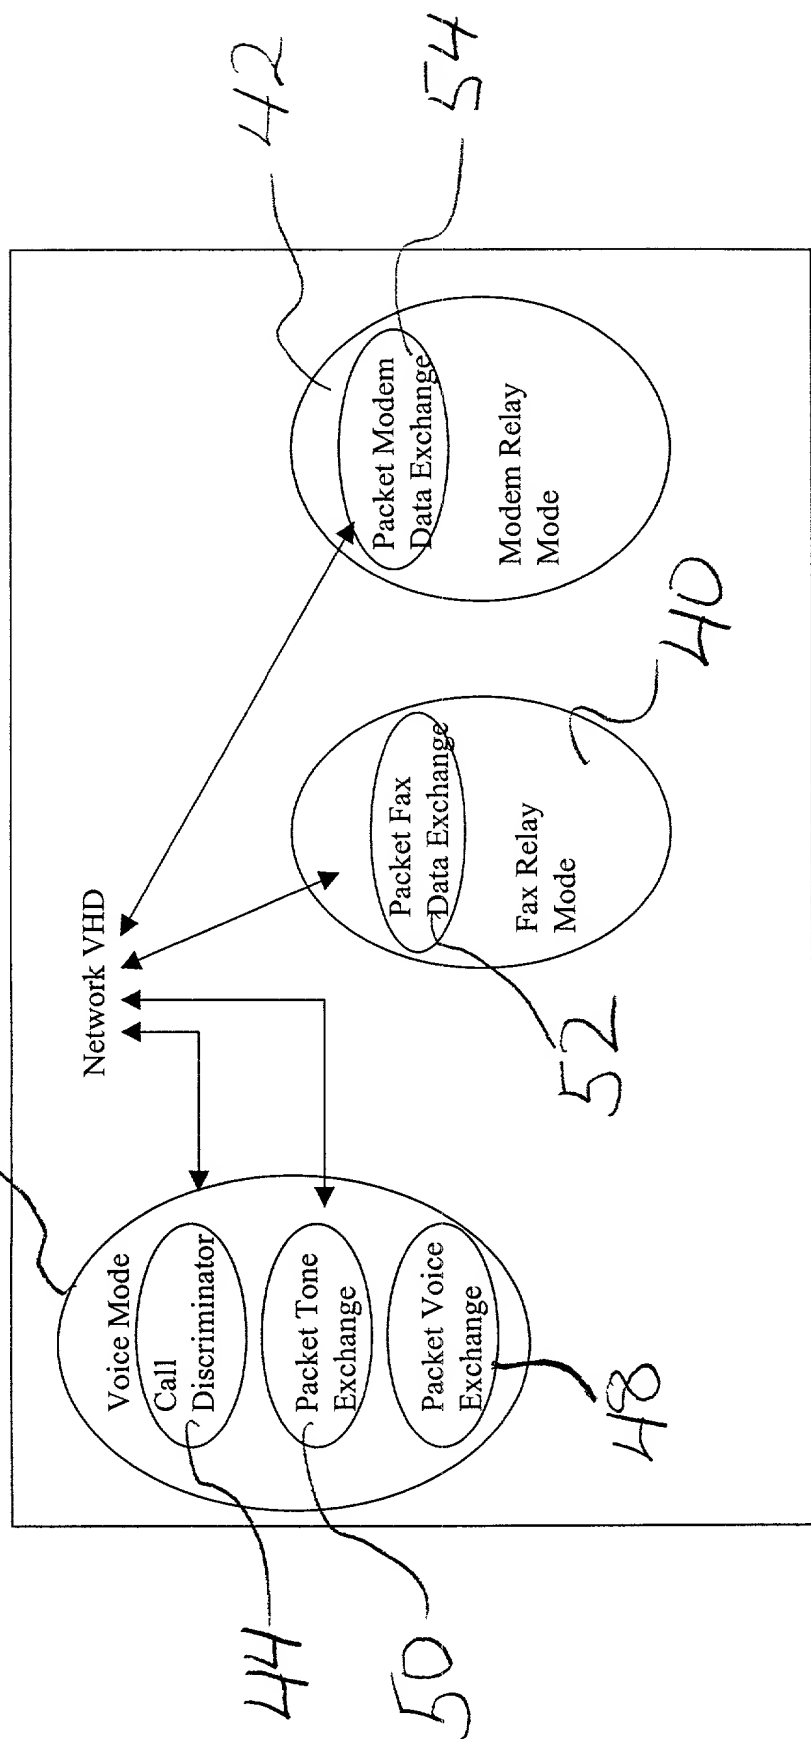 Network VHD
Voice Mode
Call
Discriminator
Packet Tone
Exchange
Packet Voice
Exchange
Packet Fax
Data Exchange
Fax Relay
Mode
Packet Modem
Data Exchange
Modem Relay
Mode
44
50
48
52
40
42
54